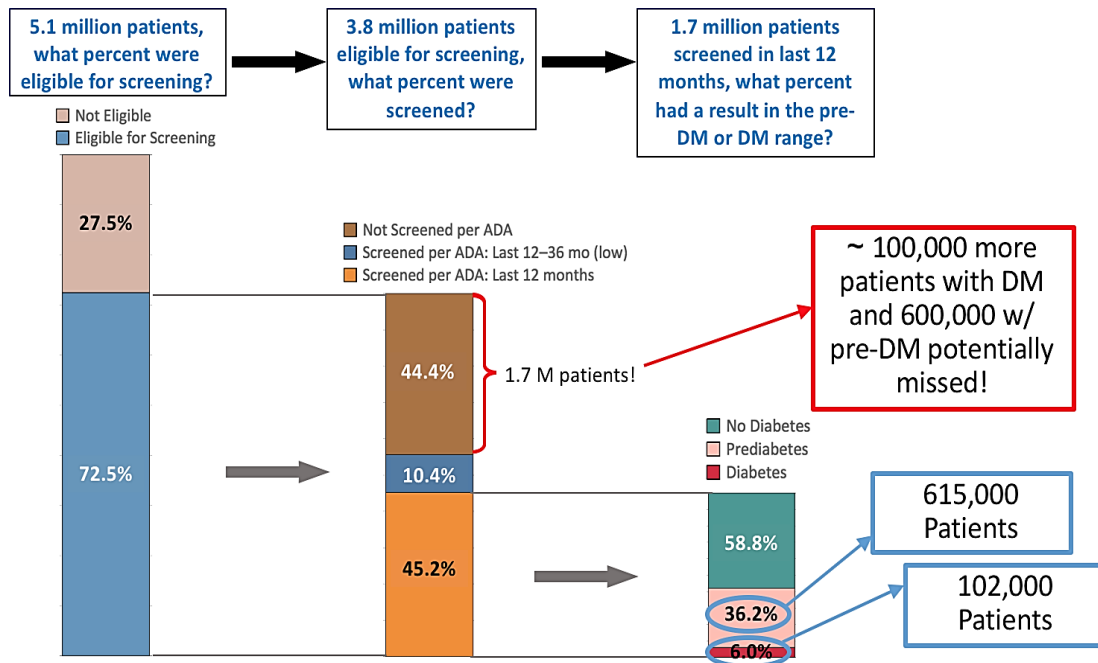 5.1 million patients,
what percent were
eligible for screening?
3.8 million patients
eligible for screening,
what percent were
screened?
1.7 million patients
screened in last 12
months, what percent
had a result in the pre-
DM or DM range?
Not Eligible
Eligible for Screening
27.5%
72.5%
Not Screened per ADA
Screened per ADA: Last 12–36 mo (low)
Screened per ADA: Last 12 months
44.4%
10.4%
45.2%
1.7 M patients!
~ 100,000 more
patients with DM
and 600,000 w/
pre-DM potentially
missed!
No Diabetes
Prediabetes
Diabetes
58.8%
36.2%
6.0%
615,000
Patients
102,000
Patients